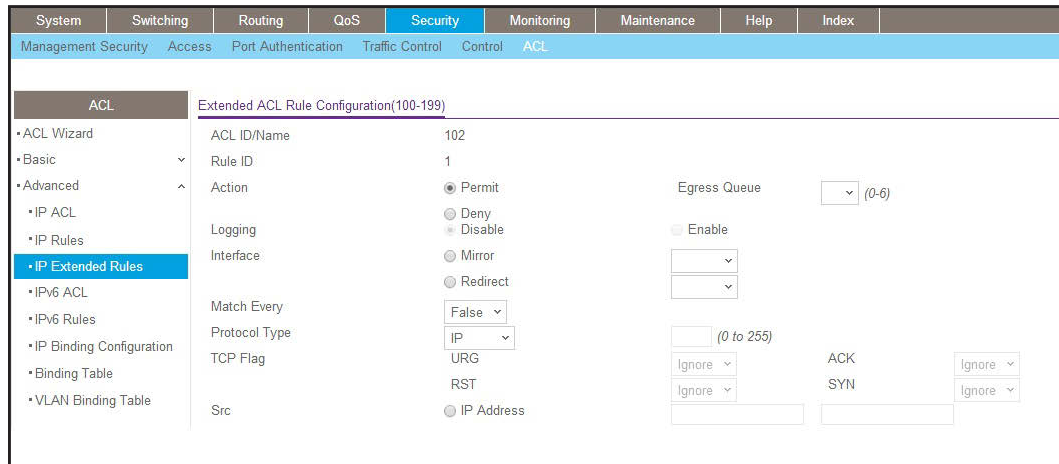 System Switching Routing QoS Security Monitoring Maintenance Help Index
Management Security Access Port Authentication Traffic Control Control ACL
ACL
ACL Wizard
Basic
Advanced
IP ACL
IP Rules
IP Extended Rules
IPv6 ACL
IPv6 Rules
IP Binding Configuration
Binding Table
VLAN Binding Table
Extended ACL Rule Configuration(100-199)
ACL ID/Name 102
Rule ID 1
Action Permit Egress Queue (0-6)
Deny
Logging Disable Enable
Interface Mirror
Redirect
Match Every False
Protocol Type IP (0 to 255)
TCP Flag URG Ignore ACK Ignore
RST Ignore SYN Ignore
Src IP Address